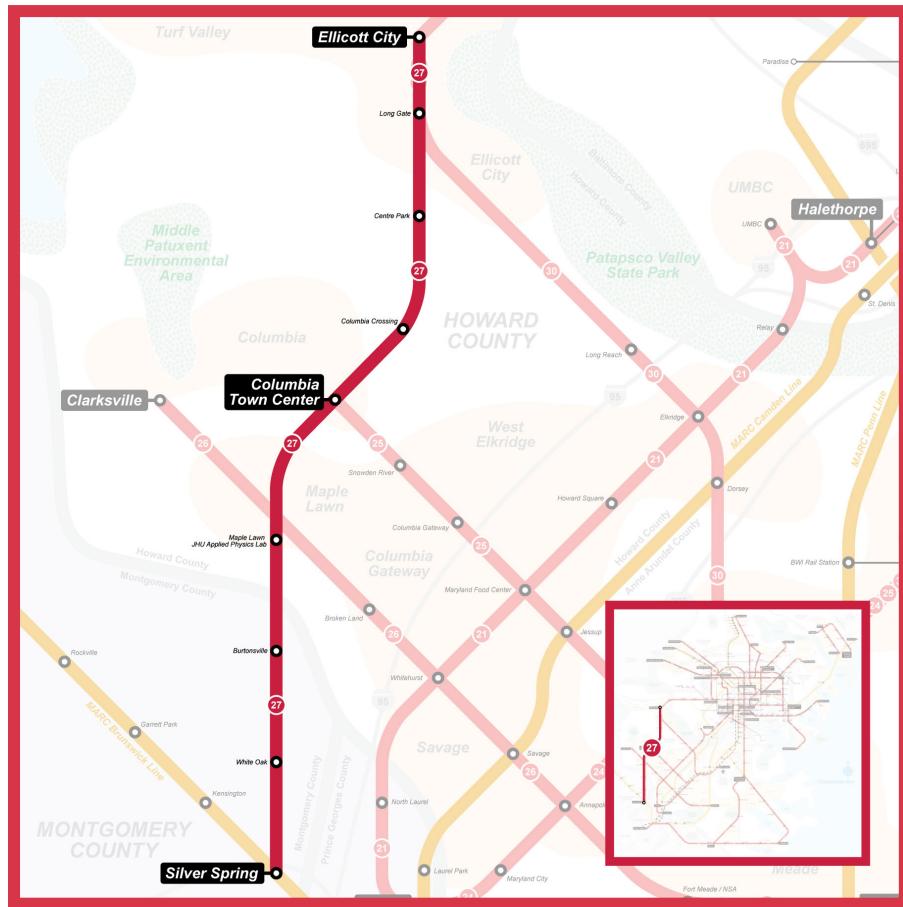 Turf Valley
Ellicott City
27
Long Gate
Paradise
695
Baltimore County
Howard County
Ellicott
City
UMBC
UMBC
Halethorpe
21
21
Centre Park
Middle
Patuxent
Environmental
Area
27
30
Patapsco Valley
State Park
95
St. Denis
Columbia Crossing
HOWARD
COUNTY
Relay
Columbia
Long Reach
30
21
Columbia
Town Center
Clarksville
95
Elkridge
MARC Camden Line
MARC Penn Line
26
27
25
West
Elkridge
21
Snowden River
Dorsey
Maple
Lawn
Howard Square
Columbia Gateway
Maple Lawn
JHU Applied Physics Lab
25
Howard County
Anne Arundel County
Howard County
Montgomery County
Columbia
Gateway
BWI Rail Station
30
Maryland Food Center
25
24
Broken Land
26
21
Jessup
Burtonsville
Rockville
Whitehurst
95
27
MARC Brunswick Line
Garrett Park
Savage
Savage
White Oak
26
24
27
Kensington
Montgomery County
Prince Georges County
North Laurel
Annapol
MONTGOMERY
COUNTY
21
Silver Spring
Laurel Park
Maryland City
Meade
Fort Meade / NSA
24